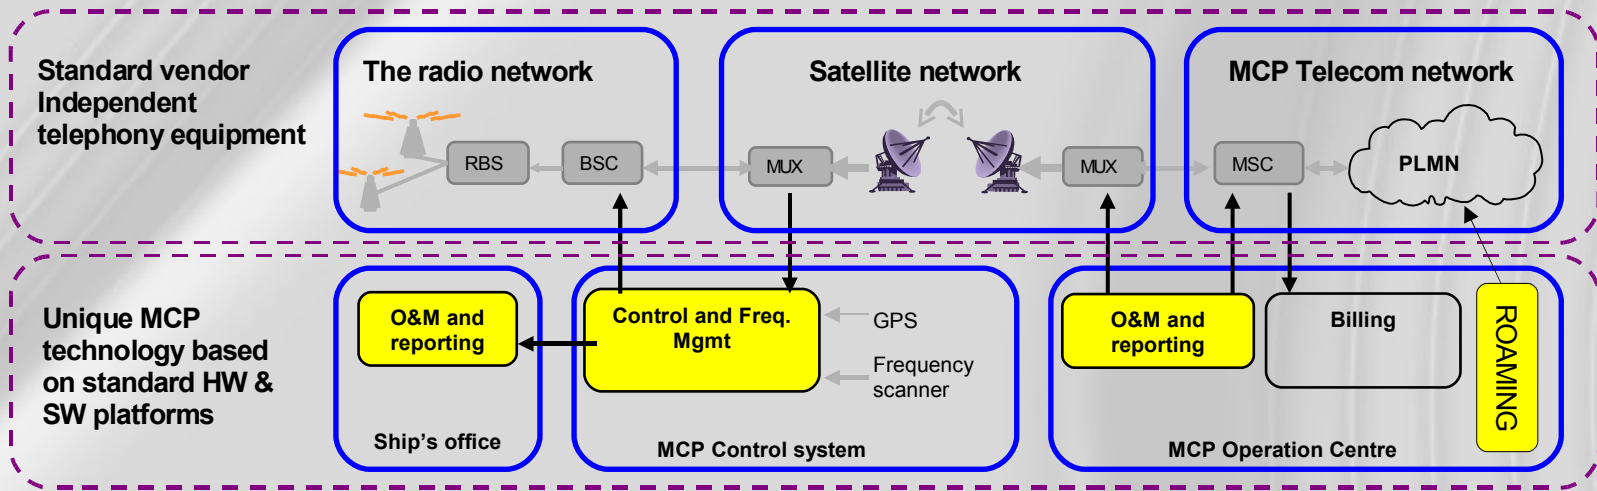 Standard vendor
Independent
telephony equipment
The radio network
RBS
BSC
Satellite network
MUX
MUX
MCP Telecom network
MSC
PLMN
Unique MCP
technology based
on standard HW &
SW platforms
O&M and
reporting
Ship's office
Control and Freq.
Mgmt
GPS
Frequency
scanner
MCP Control system
O&M and
reporting
Billing
ROAMING
MCP Operation Centre